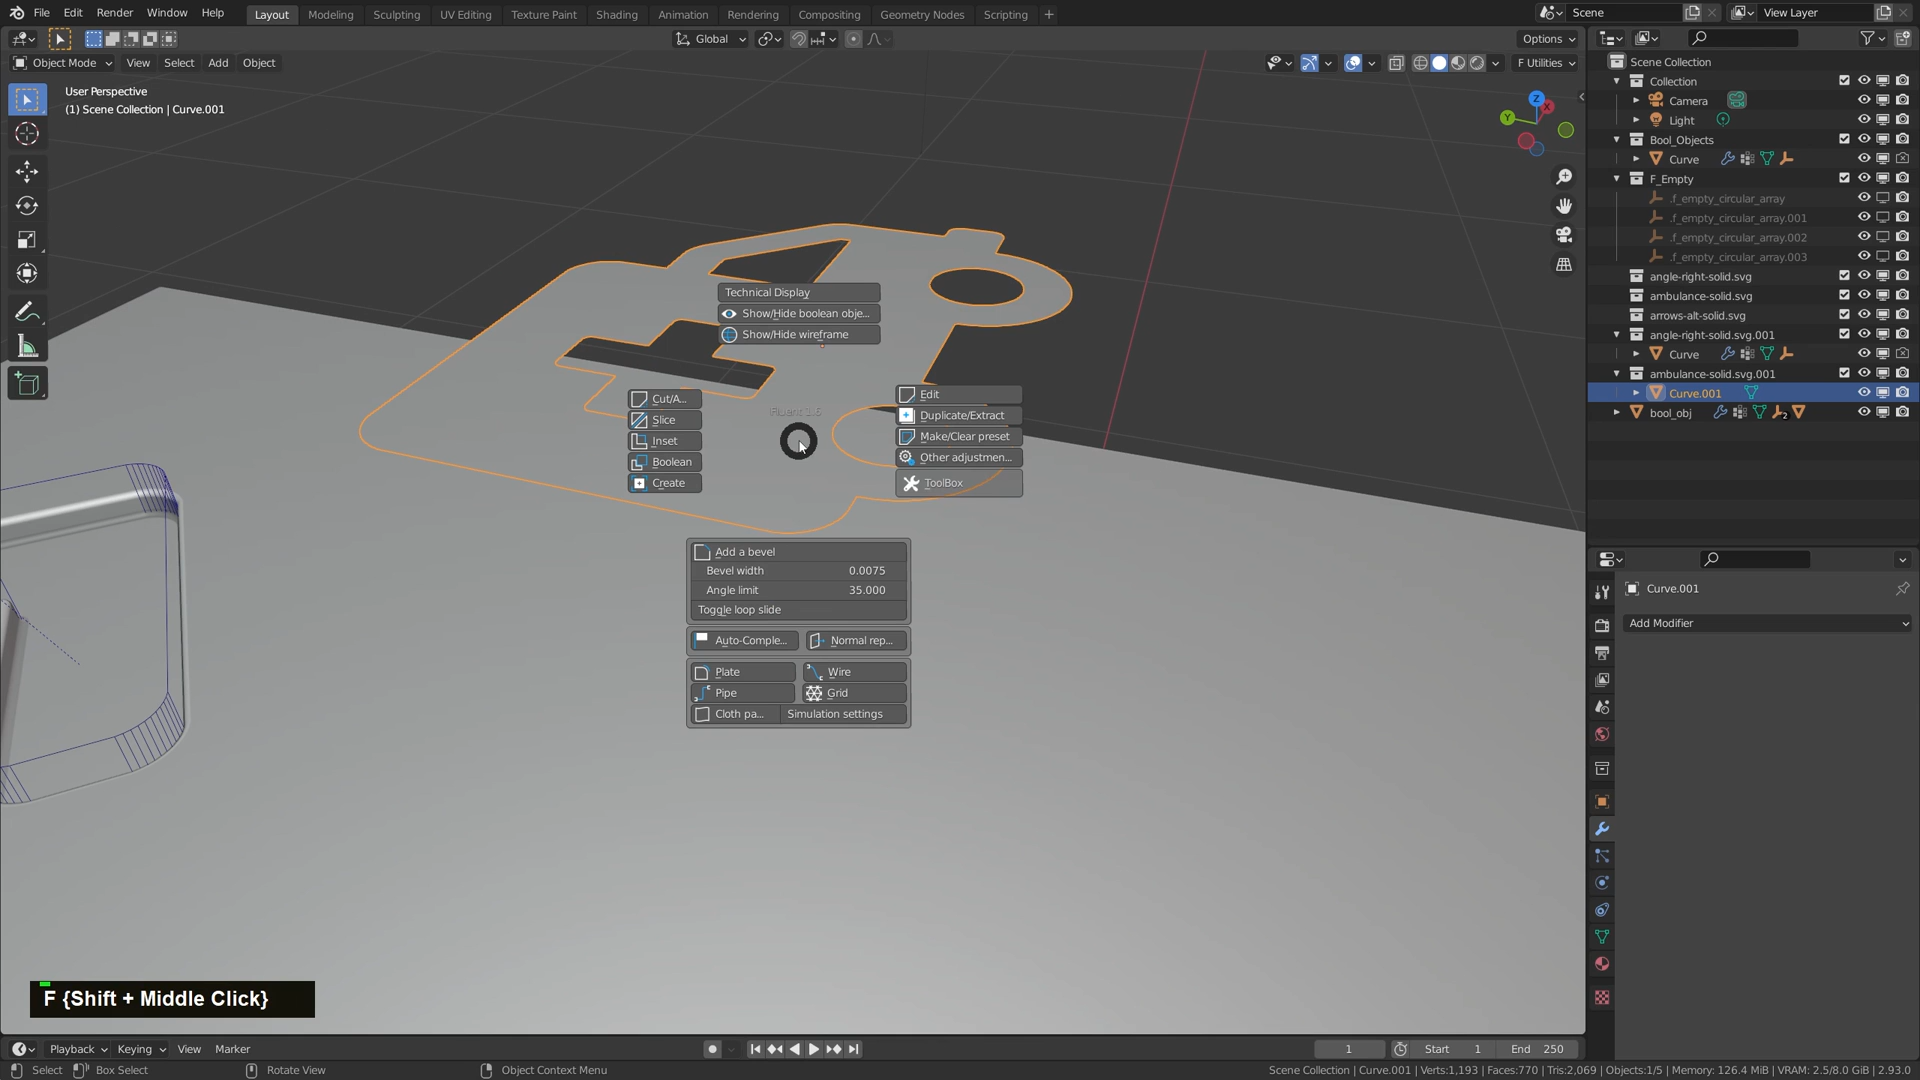 File Edit Render Window Help Layout Modeling Sculpting UV Editing Texture Paint Shading Animation Rendering Compositing Geometry Nodes Scripting + Scene View Layer
Global Options
Object Mode View Select Add Object F Utilities
User Perspective
(1) Scene Collection | Curve.001
Z
X
Y
Technical Display
Show/Hide boolean obje...
Show/Hide wireframe
Fluent 1.6
Cut/A...
Slice
Inset
Boolean
Create
Edit
Duplicate/Extract
Make/Clear preset
Other adjustmen...
ToolBox
Add a bevel
Bevel width 0.0075
Angle limit 35.000
Toggle loop slide
Auto-Comple... Normal rep...
Plate Wire
Pipe Grid
Cloth pa... Simulation settings
Scene Collection
Collection
Camera
Light
Bool_Objects
Curve
F_Empty
.f_empty_circular_array
.f_empty_circular_array.001
.f_empty_circular_array.002
.f_empty_circular_array.003
angle-right-solid.svg
ambulance-solid.svg
arrows-alt-solid.svg
angle-right-solid.svg.001
Curve
ambulance-solid.svg.001
Curve.001
bool_obj 2
Curve.001
Add Modifier
F {Shift + Middle Click}
Playback Keying View Marker 1 Start 1 End 250
Select Box Select Rotate View Object Context Menu Scene Collection | Curve.001 | Verts:1,193 | Faces:770 | Tris:2,069 | Objects:1/5 | Memory: 126.4 MiB | VRAM: 2.5/8.0 GiB | 2.93.0